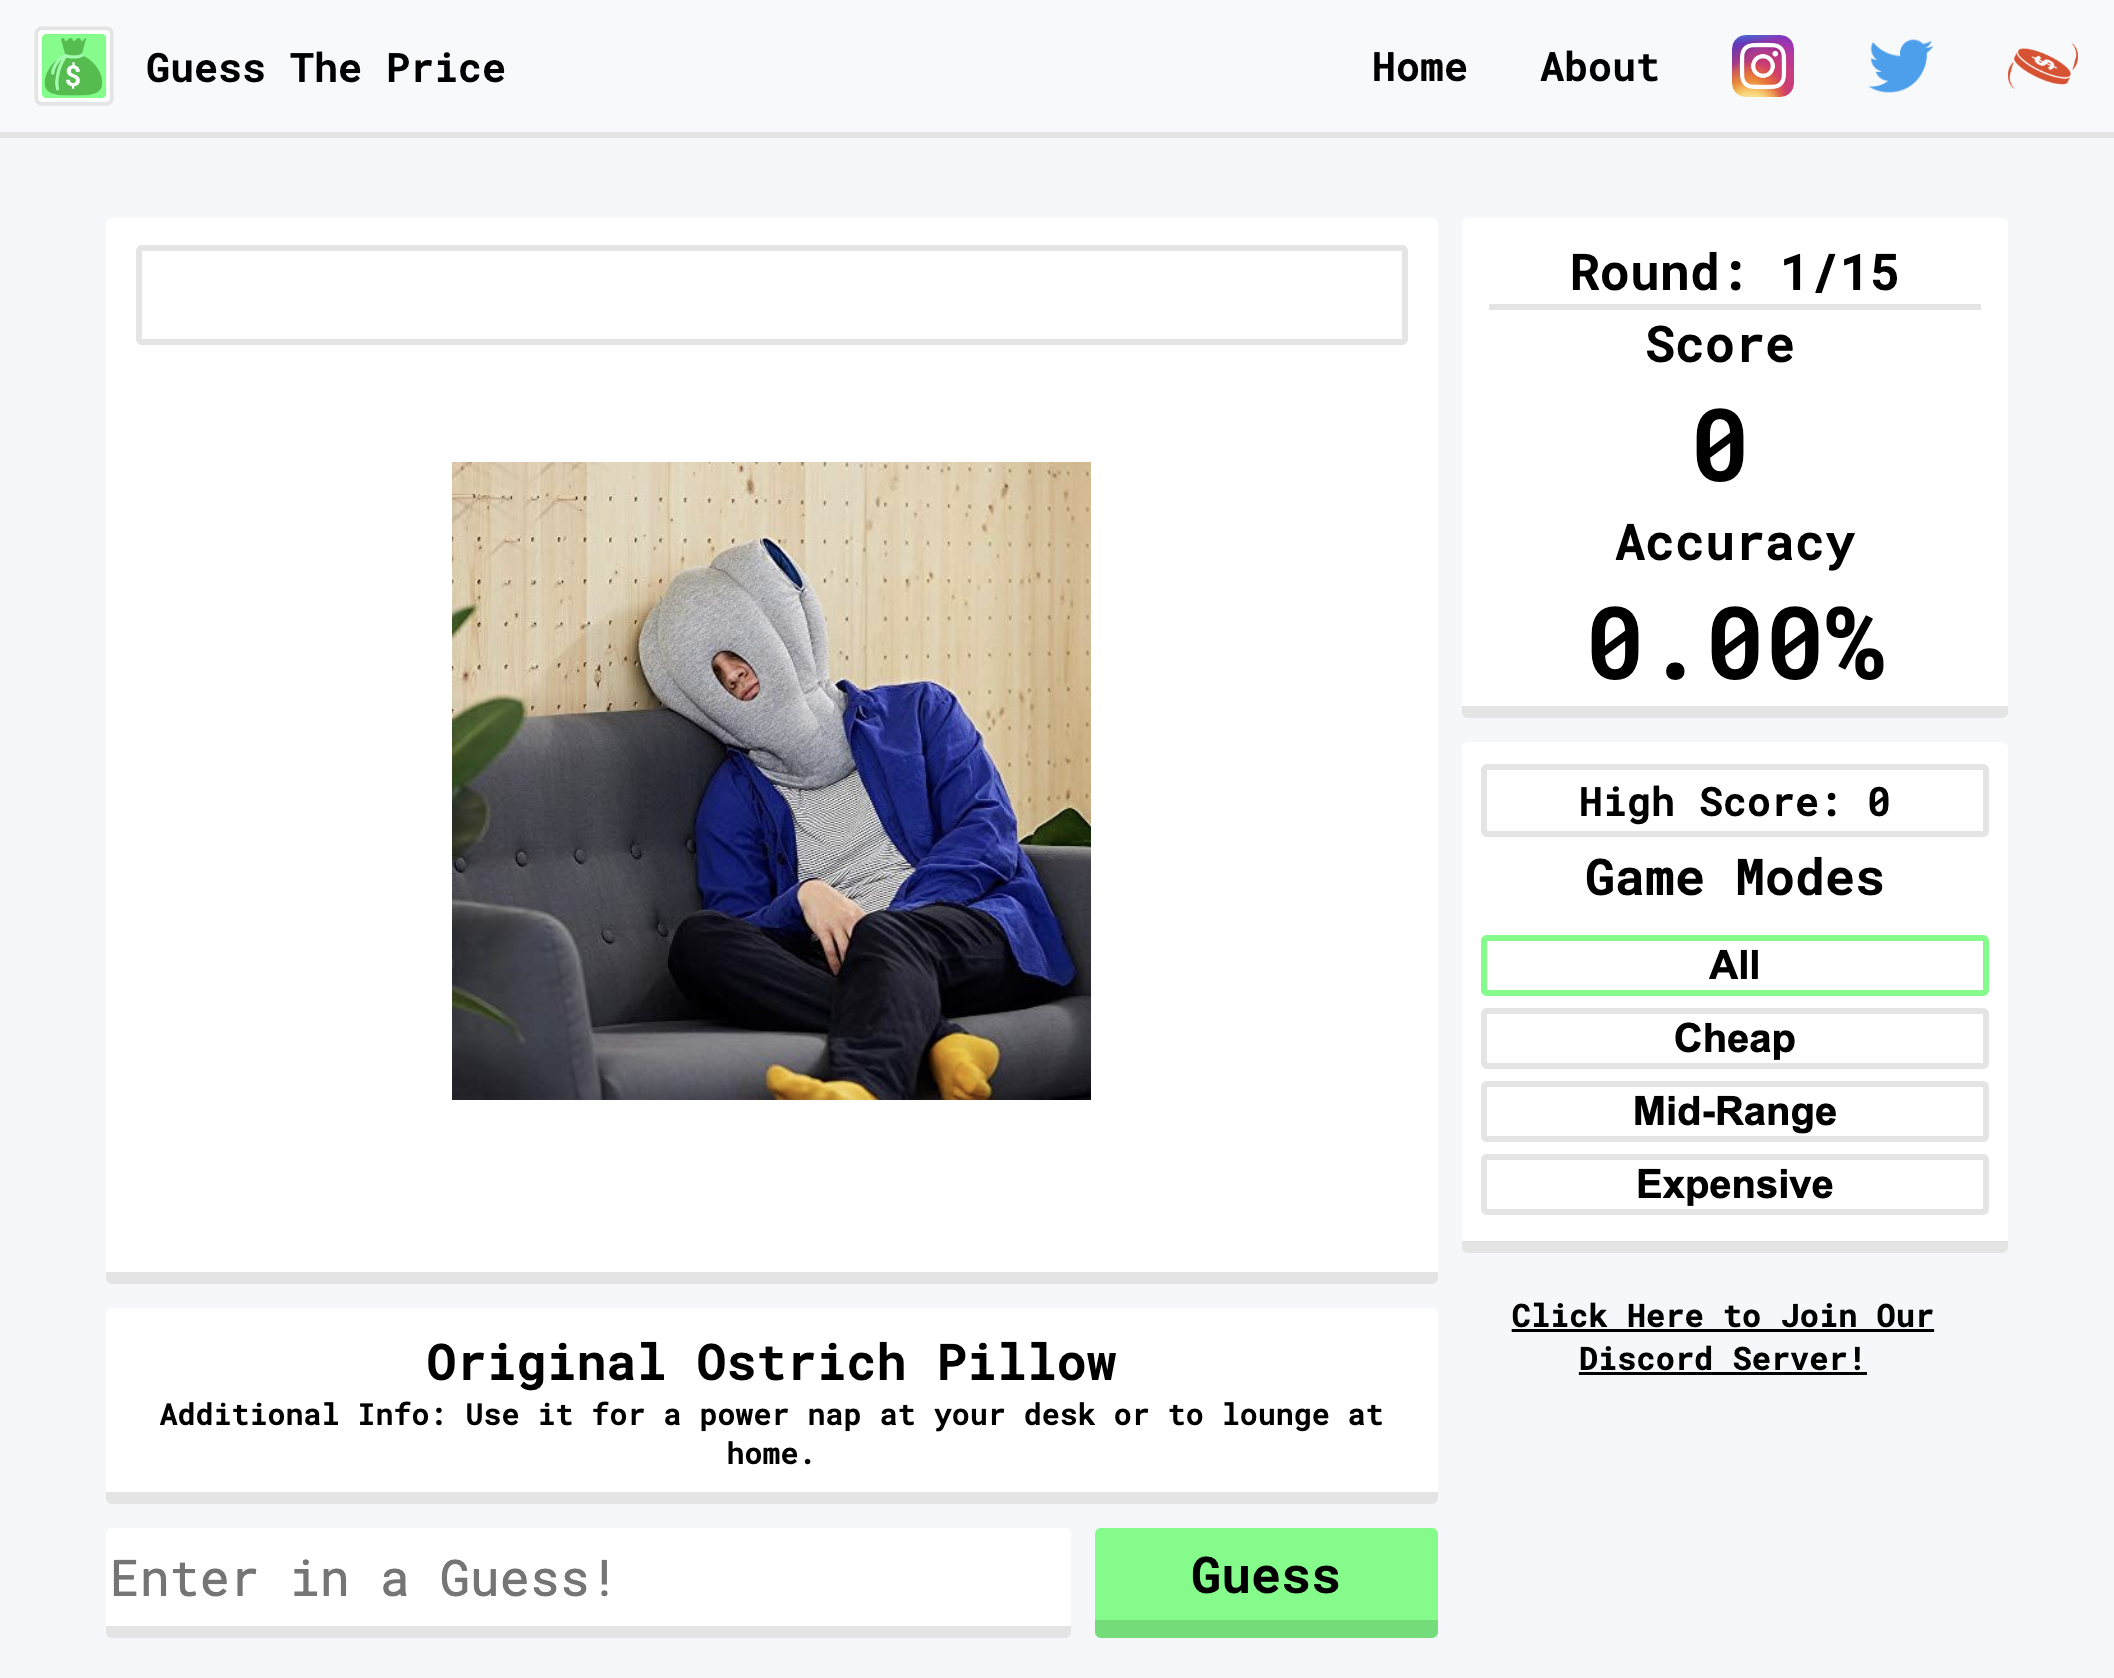 $
Guess The Price
Home
About
$
Round: 1/15
Score
0
Accuracy
0.00%
High Score: 0
Game Modes
All
Cheap
Mid-Range
Expensive
Click Here to Join Our
Discord Server!
Original Ostrich Pillow
Additional Info: Use it for a power nap at your desk or to lounge at
home.
Enter in a Guess!
Guess